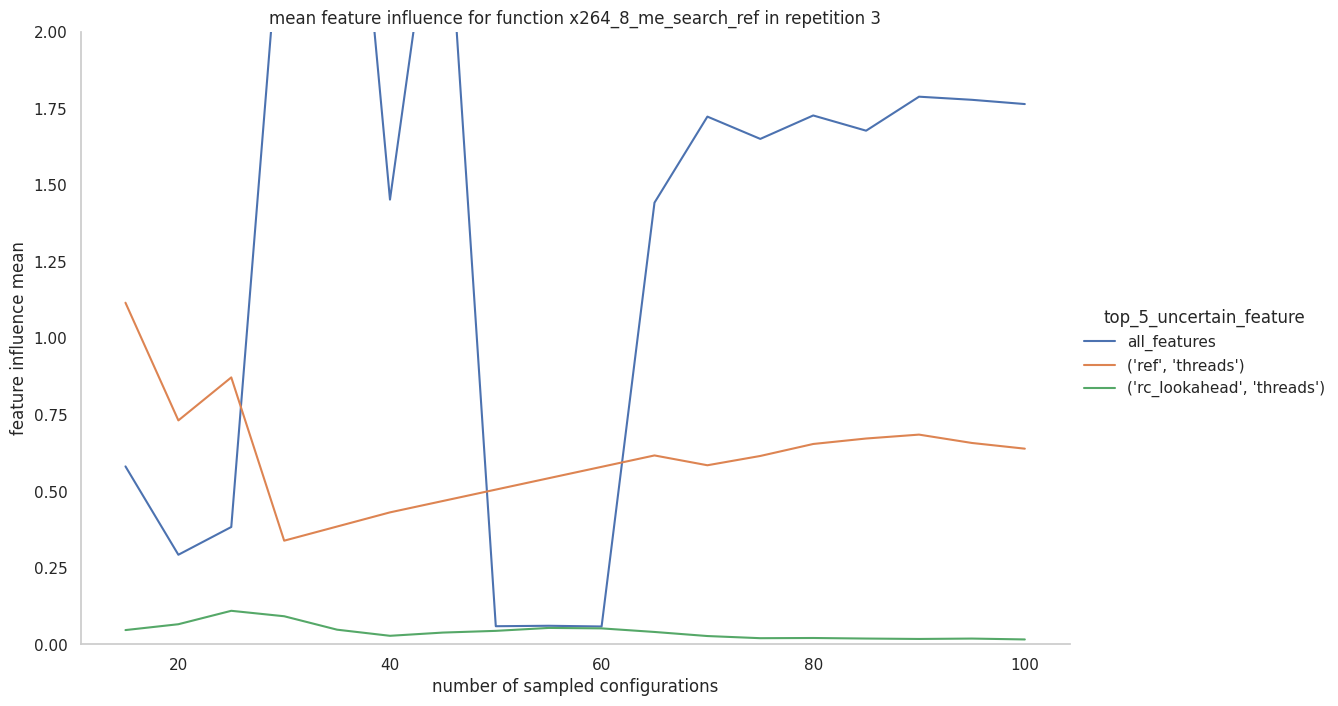 mean feature influence for function x264_8_me_search_ref in repetition 3
feature influence mean
2.00
1.75
1.50
1.25
1.00
0.75
0.50
0.25
0.00
20
40
60
80
100
number of sampled configurations
top_5_uncertain_feature
all_features
('ref', 'threads')
('rc_lookahead', 'threads')